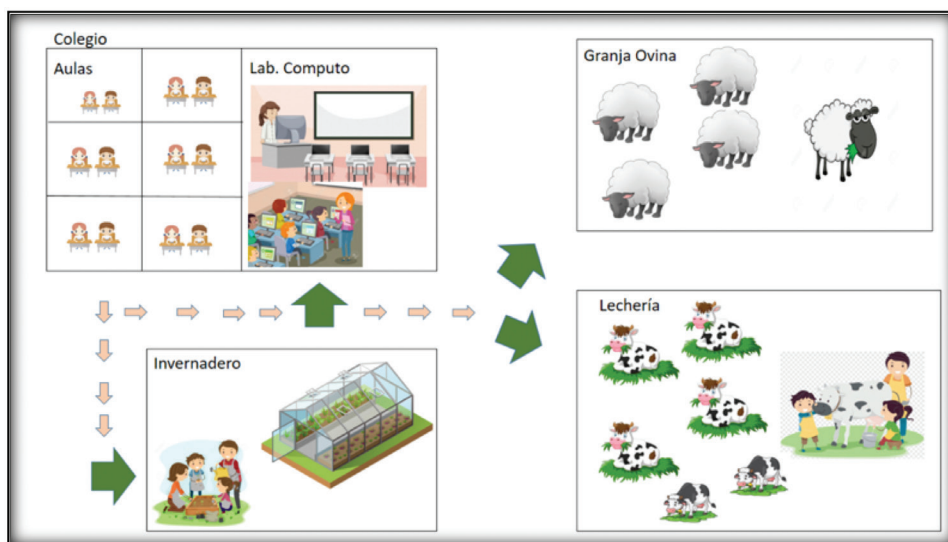 Colegio
Aulas
Lab. Computo
Granja Ovina
Invernadero
Lechería